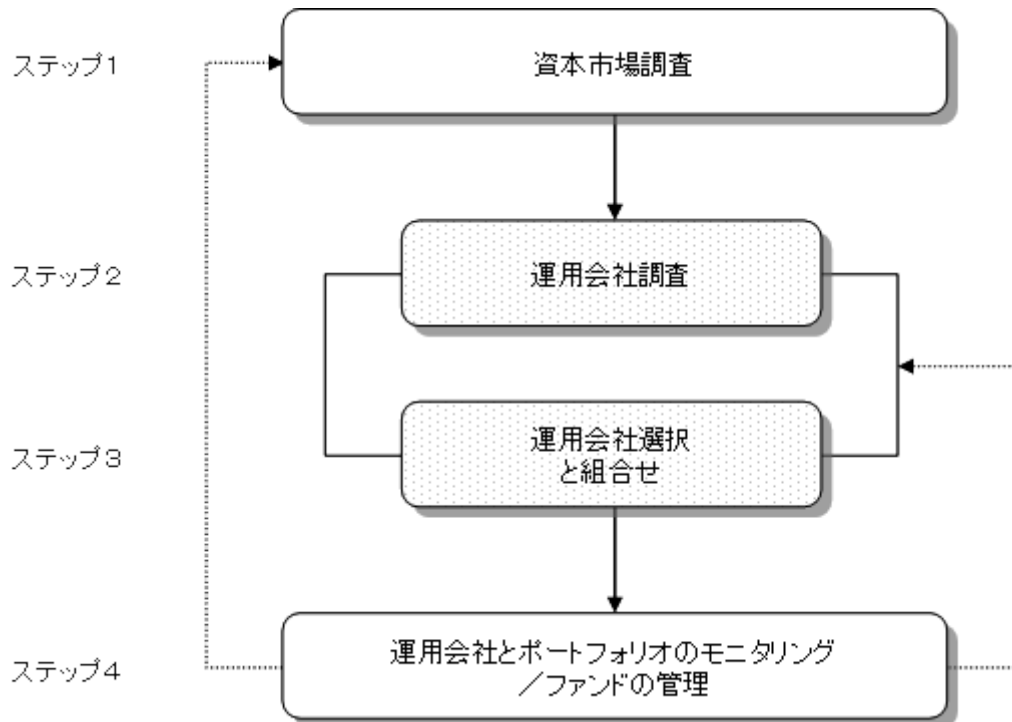 ステップ1
資本市場調査
ステップ2
運用会社調査
ステップ3
運用会社選択
と組合せ
ステップ4
運用会社とポートフォリオのモニタリング
／ファンドの管理